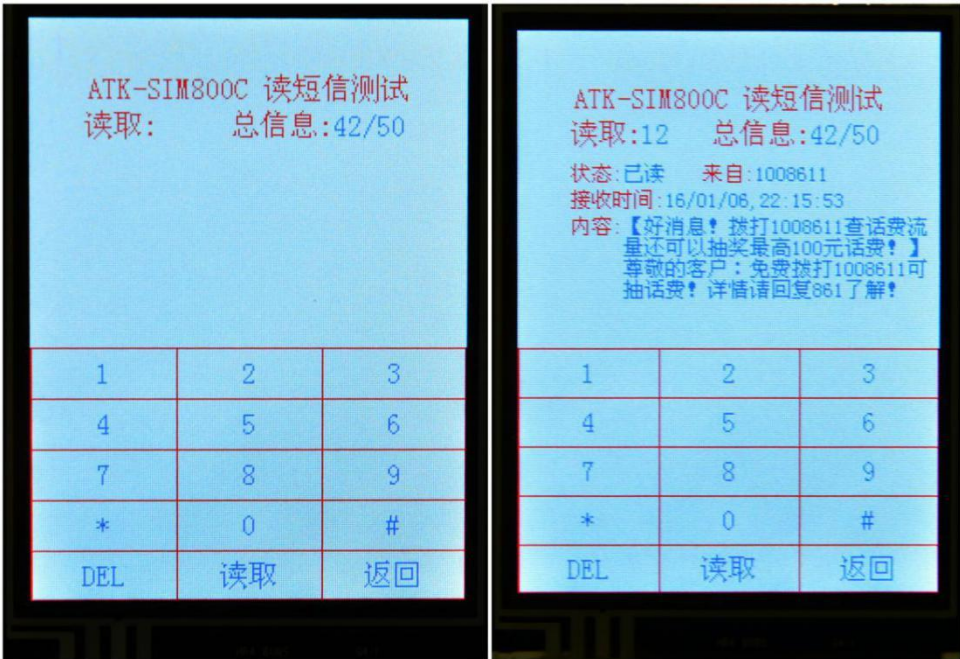 ATK-SIM800C 读短信测试
读取: 总信息:42/50
1 2 3
4 5 6
7 8 9
* 0 #
DEL 读取 返回
ATK-SIM800C 读短信测试
读取:12 总信息:42/50
状态:已读 来自:1008611
接收时间:16/01/06,22:15:53
内容:【好消息！拨打1008611查话费流
量还可以抽奖最高100元话费！】
尊敬的客户：免费拨打1008611可
抽话费！详情请回复861了解！
1 2 3
4 5 6
7 8 9
* 0 #
DEL 读取 返回